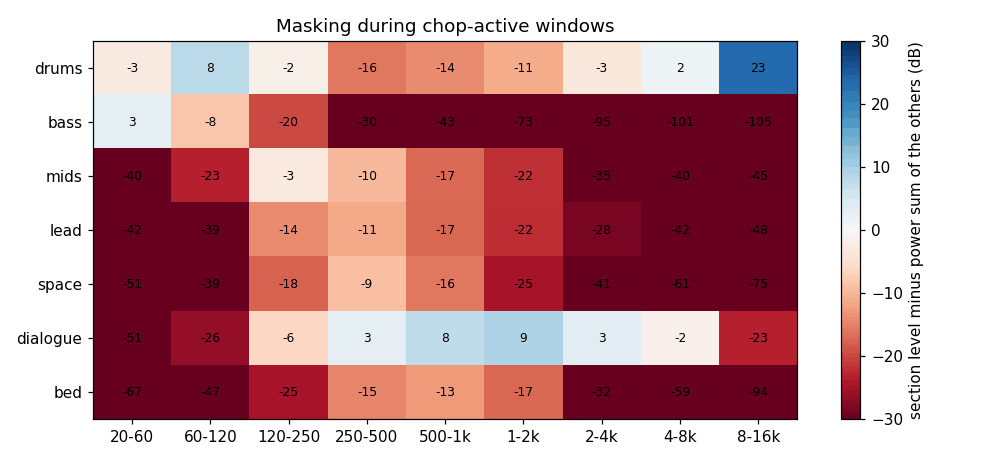 Masking during chop-active windows
drums -3 8 -2 -16 -14 -11 -3 2 23
bass 3 -8 -20 -30 -43 -73 -95 -101 -105
mids -40 -23 -3 -10 -17 -22 -35 -40 -45
lead -42 -39 -14 -11 -17 -22 -28 -42 -48
space -51 -39 -18 -9 -16 -25 -41 -61 -75
dialogue -51 -26 -6 3 8 9 3 -2 -23
bed -67 -47 -25 -15 -13 -17 -32 -59 -94
20-60 60-120 120-250 250-500 500-1k 1-2k 2-4k 4-8k 8-16k
30
20
10
0
−10
−20
−30
section level minus power sum of the others (dB)